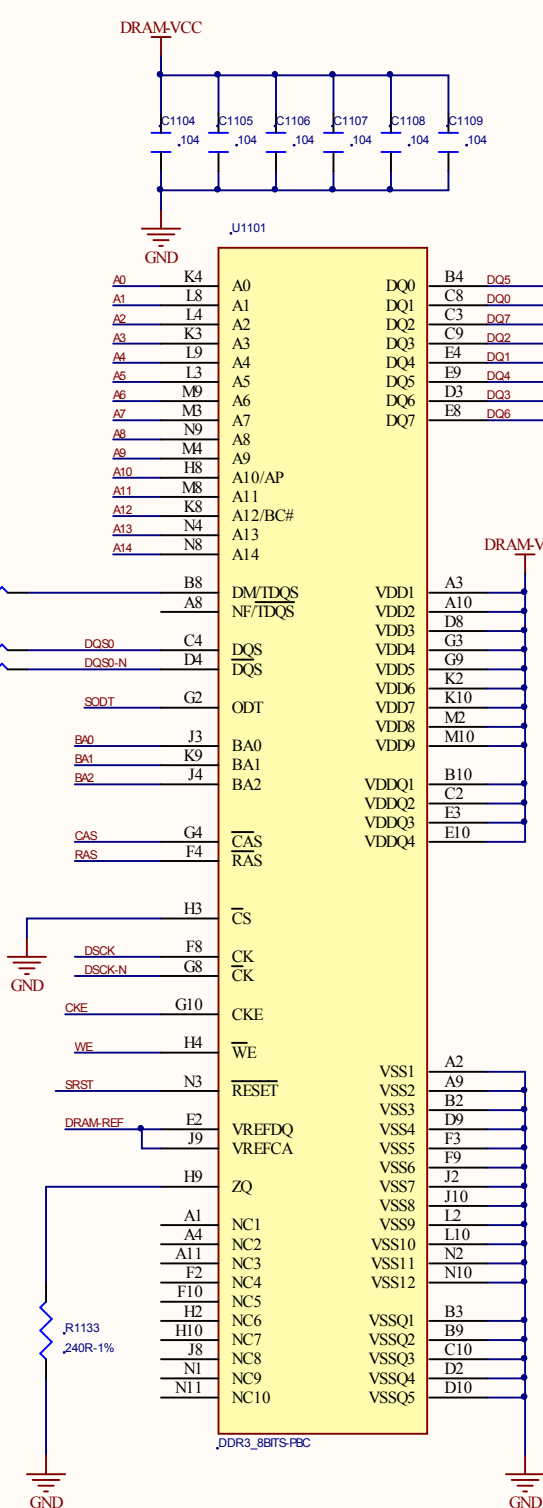 DRAM-VCC
C1104 C1105 C1106 C1107 C1108 C1109
.104 .104 .104 .104 .104 .104
GND
U1101
A0 K4 A0 DQ0 B4 DQ5
A1 L8 A1 DQ1 C8 DQ0
A2 L4 A2 DQ2 C3 DQ7
A3 K3 A3 DQ3 C9 DQ2
A4 L9 A4 DQ4 E4 DQ1
A5 L3 A5 DQ5 E9 DQ4
A6 M9 A6 DQ6 D3 DQ3
A7 M3 A7 DQ7 E8 DQ6
A8 N9 A8
A9 M4 A9
A10 H8 A10/AP
A11 M8 A11
A12 K8 A12/BC#
A13 N4 A13
A14 N8 A14
DRAM-V
B8 DM/TDQS VDD1 A3
A8 NF/TDQS VDD2 A10
VDD3 D8
DQS0 C4 DQS VDD4 G3
DQS0-N D4 DQS VDD5 G9
VDD6 K2
SODT G2 ODT VDD7 K10
VDD8 M2
BA0 J3 BA0 VDD9 M10
BA1 K9 BA1
BA2 J4 BA2 VDDQ1 B10
VDDQ2 C2
VDDQ3 E3
CAS G4 CAS VDDQ4 E10
RAS F4 RAS
H3 CS
GND
DSCK F8 CK
DSCK-N G8 CK
CKE G10 CKE
WE H4 WE
VSS1 A2
SRST N3 RESET VSS2 A9
VSS3 B2
DRAM-REF E2 VREFDQ VSS4 D9
J9 VREFCA VSS5 F3
VSS6 F9
H9 ZQ VSS7 J2
VSS8 J10
A1 NC1 VSS9 L2
A4 NC2 VSS10 L10
A11 NC3 VSS11 N2
F2 NC4 VSS12 N10
F10 NC5
H2 NC6 VSSQ1 B3
H10 NC7 VSSQ2 B9
J8 NC8 VSSQ3 C10
N1 NC9 VSSQ4 D2
N11 NC10 VSSQ5 D10
R1133
240R-1%
DDR3_8BITS-PBC
GND GND